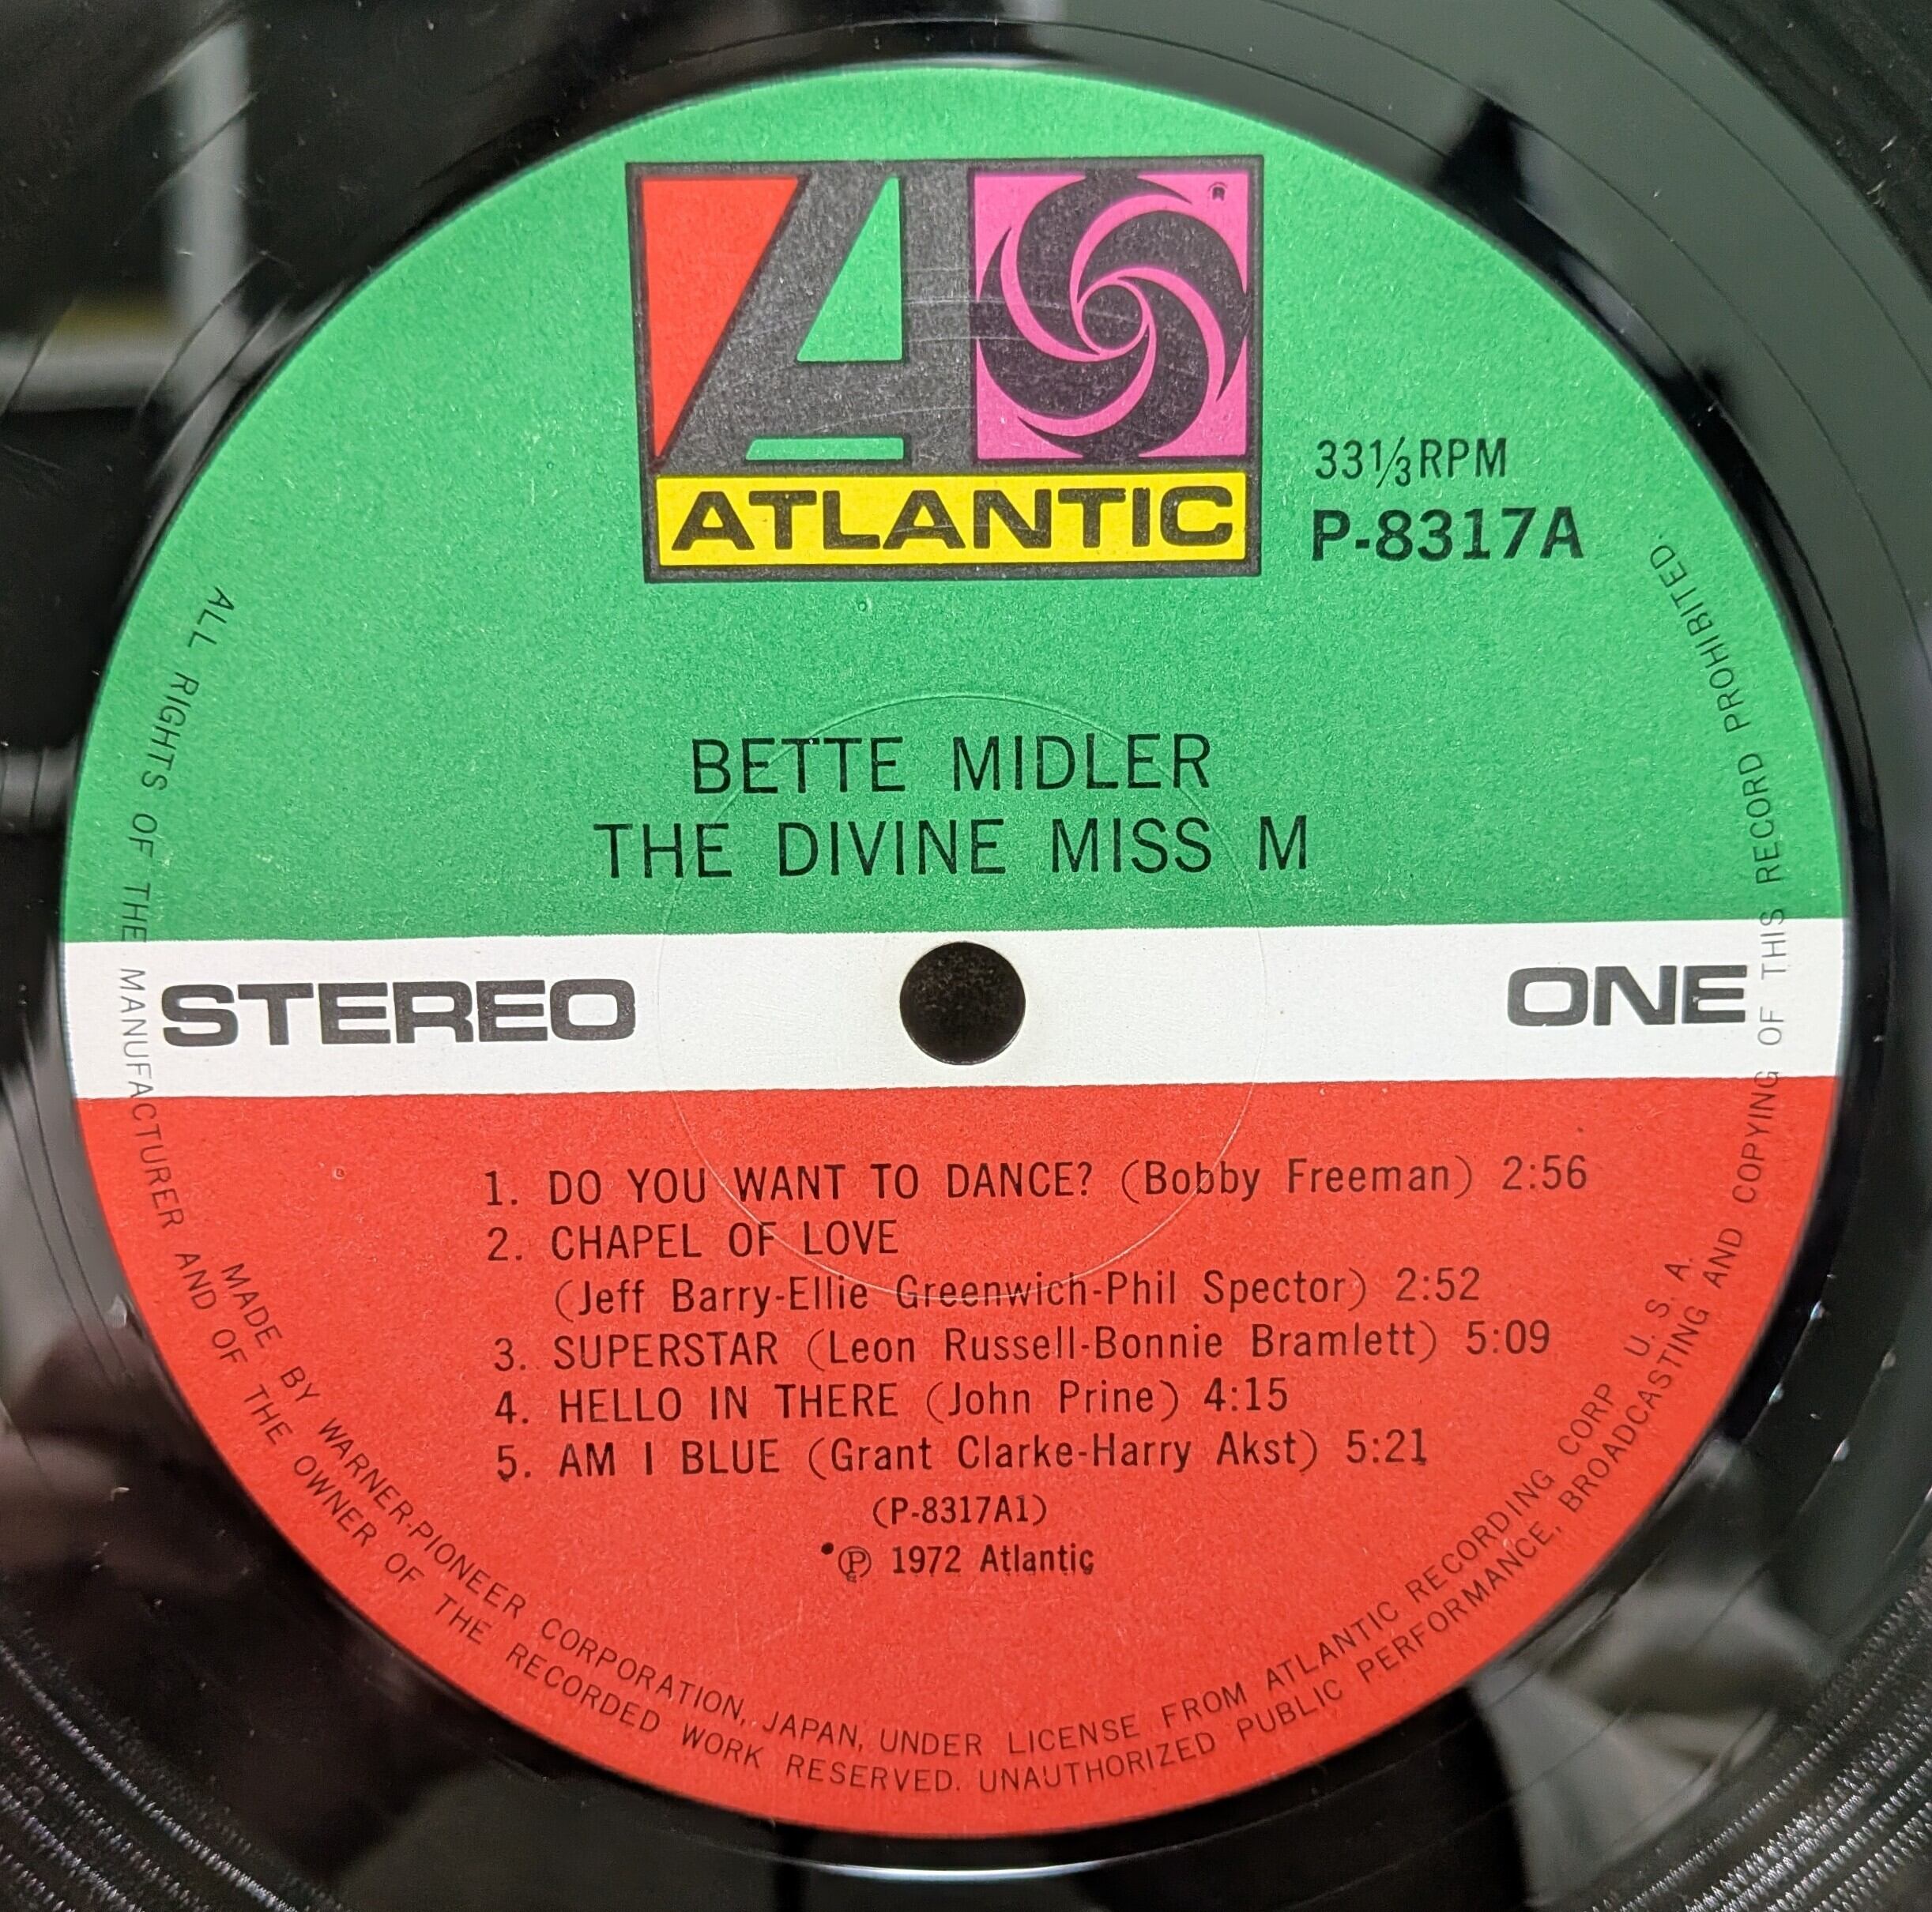 ATLANTIC
33⅓RPM
P-8317A
BETTE MIDLER
THE DIVINE MISS M
STEREO
ONE
1. DO YOU WANT TO DANCE? (Bobby Freeman) 2:56
2. CHAPEL OF LOVE
(Jeff Barry-Ellie Greenwich-Phil Spector) 2:52
3. SUPERSTAR (Leon Russell-Bonnie Bramlett) 5:09
4. HELLO IN THERE (John Prine) 4:15
5. AM I BLUE (Grant Clarke-Harry Akst) 5:21
(P-8317A1)
℗ 1972 Atlantic
MADE BY WARNER-PIONEER CORPORATION, JAPAN, UNDER LICENSE FROM ATLANTIC RECORDING CORP U. S. A.
ALL RIGHTS OF THE MANUFACTURER AND OF THE OWNER OF THE RECORDED WORK RESERVED. UNAUTHORIZED PUBLIC PERFORMANCE, BROADCASTING AND COPYING OF THIS RECORD PROHIBITED.